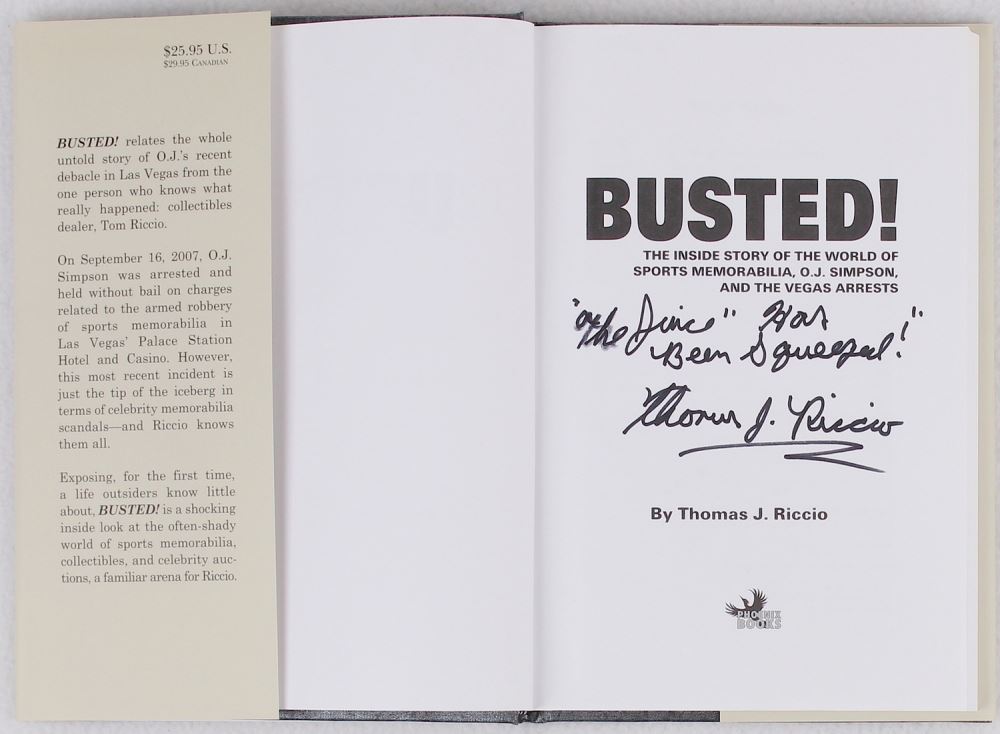 $25.95 U.S.
$29.95 CANADIAN
BUSTED! relates the whole
untold story of O.J.'s recent
debacle in Las Vegas from the
one person who knows what
really happened: collectibles
dealer, Tom Riccio.
On September 16, 2007, O.J.
Simpson was arrested and
held without bail on charges
related to the armed robbery
of sports memorabilia in
Las Vegas' Palace Station
Hotel and Casino. However,
this most recent incident is
just the tip of the iceberg in
terms of celebrity memorabilia
scandals—and Riccio knows
them all.
Exposing, for the first time,
a life outsiders know little
about, BUSTED! is a shocking
inside look at the often-shady
world of sports memorabilia,
collectibles, and celebrity auc-
tions, a familiar arena for Riccio.
BUSTED!
THE INSIDE STORY OF THE WORLD OF
SPORTS MEMORABILIA, O.J. SIMPSON,
AND THE VEGAS ARRESTS
"The Juice" Has
Been Squeezed!"
Thomas J. Riccio
By Thomas J. Riccio
PHOENIX
BOOKS